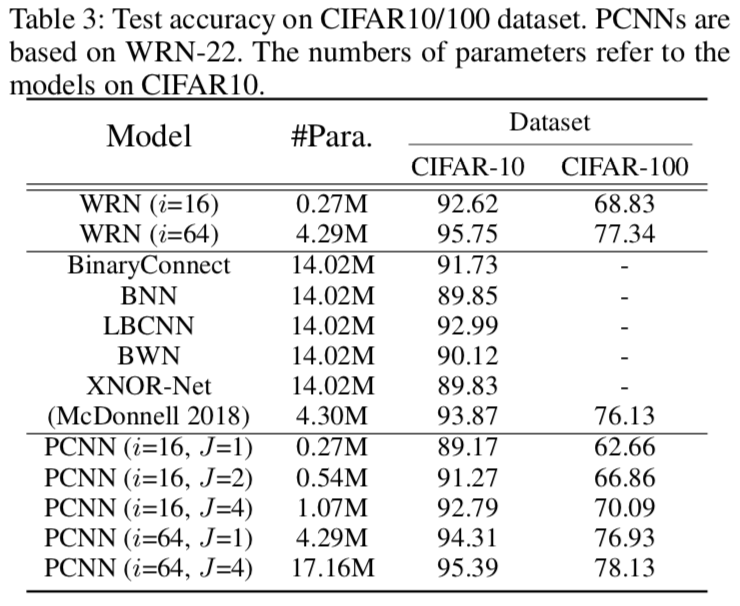 Table 3: Test accuracy on CIFAR10/100 dataset. PCNNs are
based on WRN-22. The numbers of parameters refer to the
models on CIFAR10.
Model #Para. Dataset
CIFAR-10 CIFAR-100
WRN (i=16) 0.27M 92.62 68.83
WRN (i=64) 4.29M 95.75 77.34
BinaryConnect 14.02M 91.73 -
BNN 14.02M 89.85 -
LBCNN 14.02M 92.99 -
BWN 14.02M 90.12 -
XNOR-Net 14.02M 89.83 -
(McDonnell 2018) 4.30M 93.87 76.13
PCNN (i=16, J=1) 0.27M 89.17 62.66
PCNN (i=16, J=2) 0.54M 91.27 66.86
PCNN (i=16, J=4) 1.07M 92.79 70.09
PCNN (i=64, J=1) 4.29M 94.31 76.93
PCNN (i=64, J=4) 17.16M 95.39 78.13